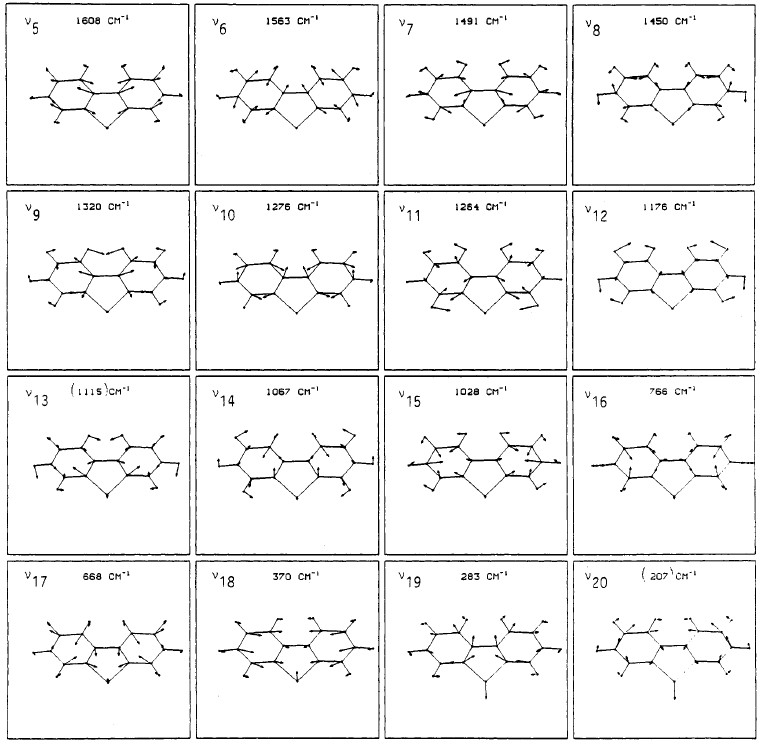 ν5 1608 CM⁻¹
ν6 1563 CM⁻¹
ν7 1491 CM⁻¹
ν8 1450 CM⁻¹
ν9 1320 CM⁻¹
ν10 1276 CM⁻¹
ν11 1264 CM⁻¹
ν12 1176 CM⁻¹
ν13 (1115)CM⁻¹
ν14 1067 CM⁻¹
ν15 1028 CM⁻¹
ν16 766 CM⁻¹
ν17 668 CM⁻¹
ν18 370 CM⁻¹
ν19 283 CM⁻¹
ν20 (207)CM⁻¹